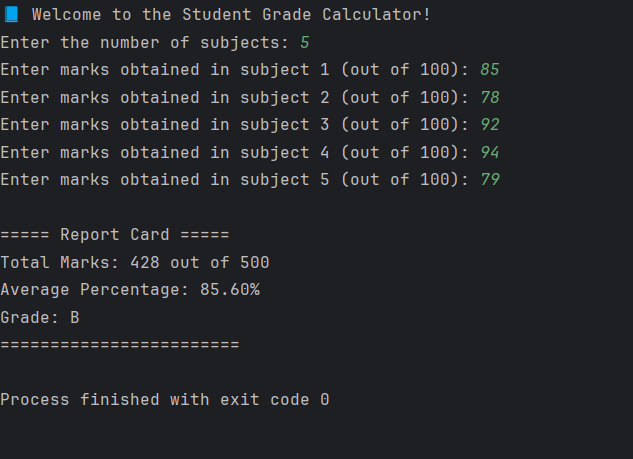 📘 Welcome to the Student Grade Calculator!
Enter the number of subjects: 5
Enter marks obtained in subject 1 (out of 100): 85
Enter marks obtained in subject 2 (out of 100): 78
Enter marks obtained in subject 3 (out of 100): 92
Enter marks obtained in subject 4 (out of 100): 94
Enter marks obtained in subject 5 (out of 100): 79

===== Report Card =====
Total Marks: 428 out of 500
Average Percentage: 85.60%
Grade: B
========================

Process finished with exit code 0